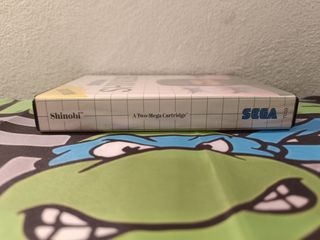 Shinobi™
A Two-Mega Cartridge™
SEGA